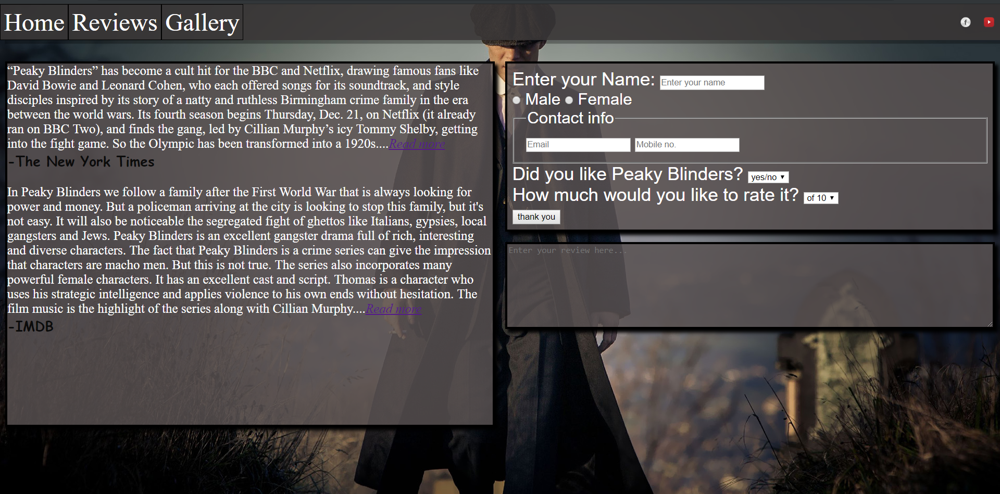 Home Reviews Gallery
“Peaky Blinders” has become a cult hit for the BBC and Netflix, drawing famous fans like
David Bowie and Leonard Cohen, who each offered songs for its soundtrack, and style
disciples inspired by its story of a natty and ruthless Birmingham crime family in the era
between the world wars. Its fourth season begins Thursday, Dec. 21, on Netflix (it already
ran on BBC Two), and finds the gang, led by Cillian Murphy’s icy Tommy Shelby, getting
into the fight game. So the Olympic has been transformed into a 1920s....Read more
-The New York Times
In Peaky Blinders we follow a family after the First World War that is always looking for
power and money. But a policeman arriving at the city is looking to stop this family, but it's
not easy. It will also be noticeable the segregated fight of ghettos like Italians, gypsies, local
gangsters and Jews. Peaky Blinders is an excellent gangster drama full of rich, interesting
and diverse characters. The fact that Peaky Blinders is a crime series can give the impression
that characters are macho men. But this is not true. The series also incorporates many
powerful female characters. It has an excellent cast and script. Thomas is a character who
uses his strategic intelligence and applies violence to his own ends without hesitation. The
film music is the highlight of the series along with Cillian Murphy....Read more
-IMDB
Enter your Name: Enter your name
Male Female
Contact info
Email Mobile no.
Did you like Peaky Blinders? yes/no
How much would you like to rate it? of 10
thank you
Enter your review here...